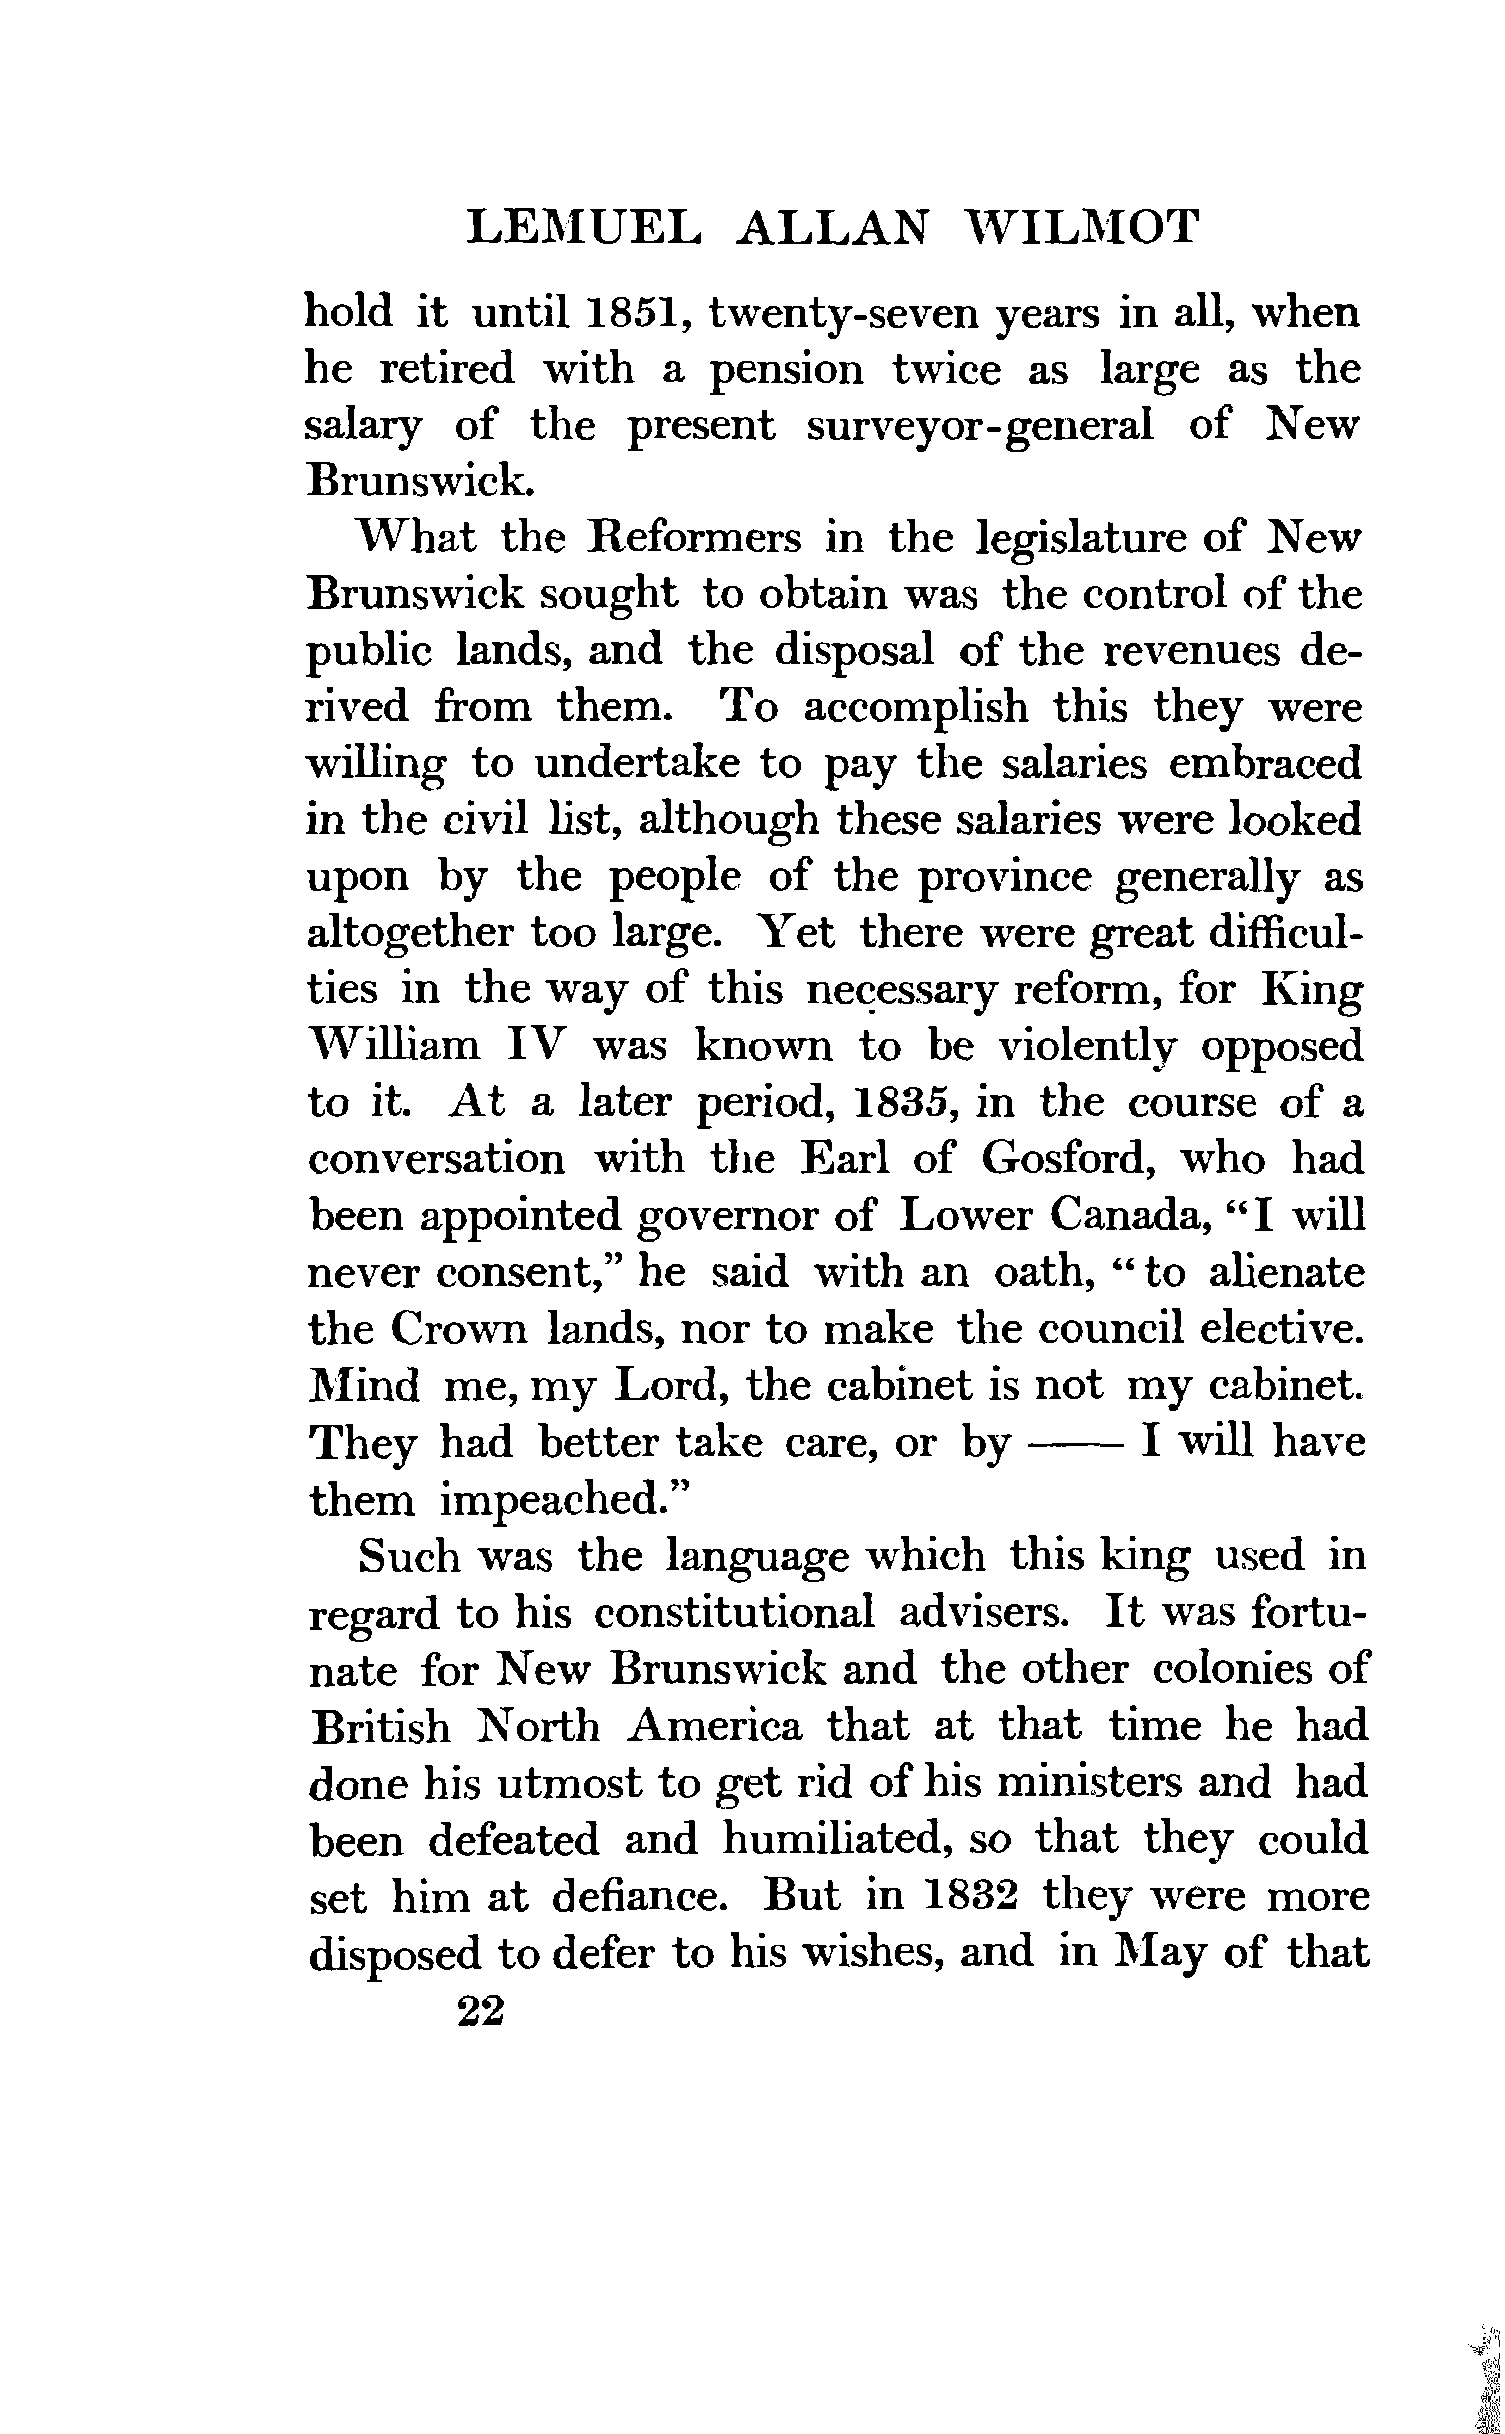 LEMUEL ALLAN WILMOT
hold it until 1851, twenty-seven years in all, when
he retired with a pension twice as large as the
salary of the present surveyor-general of New
Brunswick.
What the Reformers in the legislature of New
Brunswick sought to obtain was the control of the
public lands, and the disposal of the revenues de-
rived from them. To accomplish this they were
willing to undertake to pay the salaries embraced
in the civil list, although these salaries were looked
upon by the people of the province generally as
altogether too large. Yet there were great difficul-
ties in the way of this necessary reform, for King
William IV was known to be violently opposed
to it. At a later period, 1835, in the course of a
conversation with the Earl of Gosford, who had
been appointed governor of Lower Canada, "I will
never consent," he said with an oath, "to alienate
the Crown lands, nor to make the council elective.
Mind me, my Lord, the cabinet is not my cabinet.
They had better take care, or by —— I will have
them impeached."
Such was the language which this king used in
regard to his constitutional advisers. It was fortu-
nate for New Brunswick and the other colonies of
British North America that at that time he had
done his utmost to get rid of his ministers and had
been defeated and humiliated, so that they could
set him at defiance. But in 1832 they were more
disposed to defer to his wishes, and in May of that
22